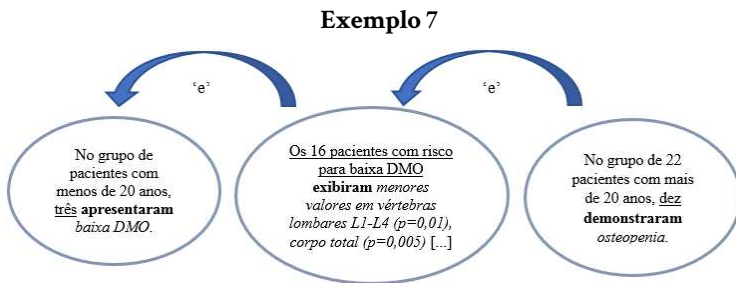 Exemplo 7
‘e’
‘e’
No grupo de
pacientes com
menos de 20 anos,
três apresentaram
baixa DMO.
Os 16 pacientes com risco
para baixa DMO
exibiram menores
valores em vértebras
lombares L1-L4 (p=0,01),
corpo total (p=0,005) [...]
No grupo de 22
pacientes com mais
de 20 anos, dez
demonstraram
osteopenia.